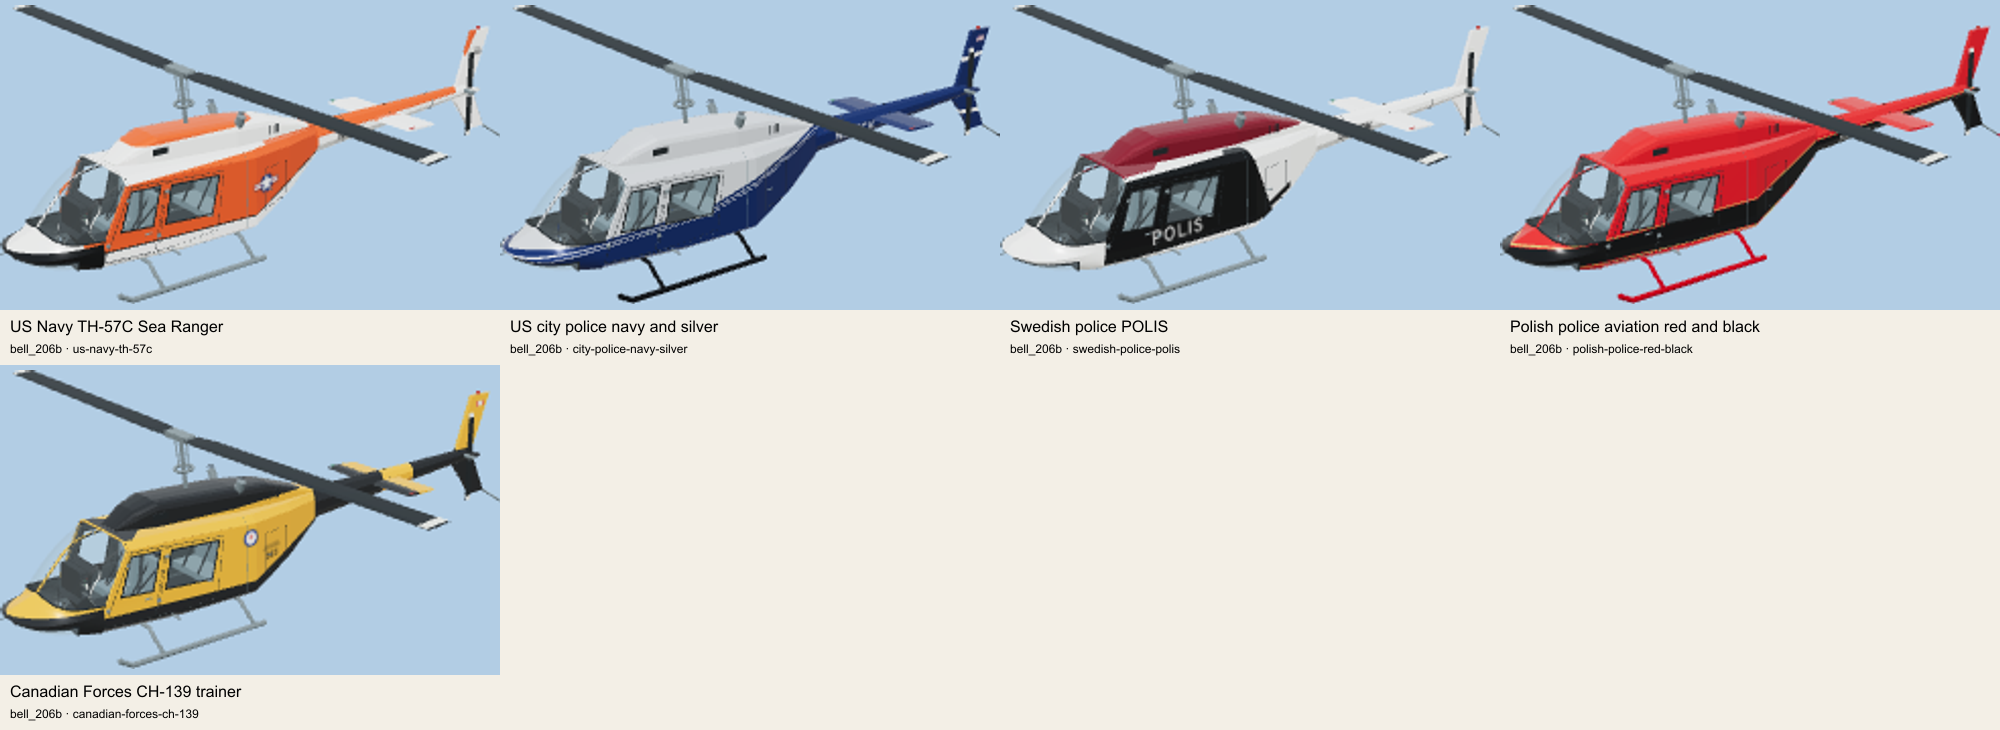 POLIS
US Navy TH-57C Sea Ranger
bell_206b · us-navy-th-57c
US city police navy and silver
bell_206b · city-police-navy-silver
Swedish police POLIS
bell_206b · swedish-police-polis
Polish police aviation red and black
bell_206b · polish-police-red-black
Canadian Forces CH-139 trainer
bell_206b · canadian-forces-ch-139